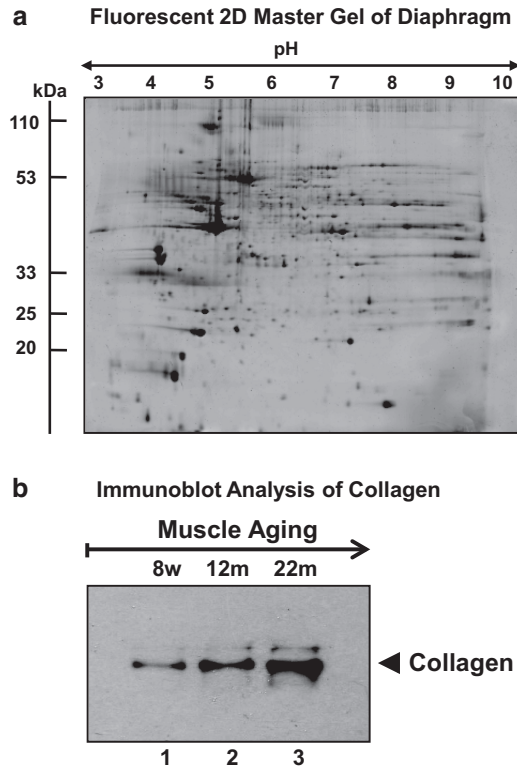 a Fluorescent 2D Master Gel of Diaphragm
pH
3 4 5 6 7 8 9 10
kDa
110
53
33
25
20
b Immunoblot Analysis of Collagen
Muscle Aging
8w 12m 22m
Collagen
1 2 3